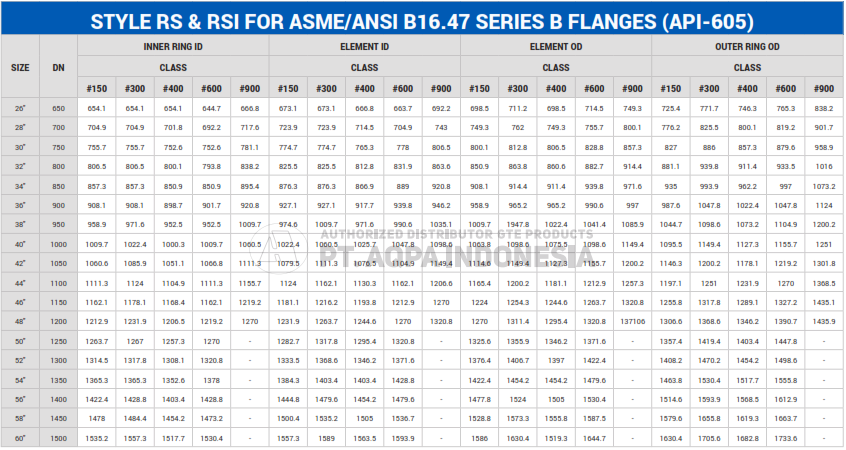 STYLE RS & RSI FOR ASME/ANSI B16.47 SERIES B FLANGES (API-605)
SIZE DN INNER RING ID ELEMENT ID ELEMENT OD OUTER RING OD
CLASS CLASS CLASS CLASS
#150 #300 #400 #600 #900 #150 #300 #400 #600 #900 #150 #300 #400 #600 #900 #150 #300 #400 #600 #900
26" 650 654.1 654.1 654.1 644.7 666.8 673.1 673.1 666.8 663.7 692.2 698.5 711.2 698.5 714.5 749.3 725.4 771.7 746.3 765.3 838.2
28" 700 704.9 704.9 701.8 692.2 717.6 723.9 723.9 714.5 704.9 743 749.3 762 749.3 755.7 800.1 776.2 825.5 800.1 819.2 901.7
30" 750 755.7 755.7 752.6 752.6 781.1 774.7 774.7 765.3 778 806.5 800.1 812.8 806.5 828.8 857.3 827 886 857.3 879.6 958.9
32" 800 806.5 806.5 800.1 793.8 838.2 825.5 825.5 812.8 831.9 863.6 850.9 863.8 860.6 882.7 914.4 881.1 939.8 911.4 933.5 1016
34" 850 857.3 857.3 850.9 850.9 895.4 876.3 876.3 866.9 889 920.8 908.1 914.4 911.4 939.8 971.6 935 993.9 962.2 997 1073.2
36" 900 908.1 908.1 898.7 901.7 920.8 927.1 927.1 917.7 939.8 946.2 958.9 965.2 965.2 990.6 997 987.6 1047.8 1022.4 1047.8 1124
38" 950 958.9 971.6 952.5 952.5 1009.7 974.6 1009.7 971.6 990.6 1035.1 1009.7 1947.8 1022.4 1041.4 1085.9 1044.7 1098.6 1073.2 1104.9 1200.2
AUTHORIZED DISTRIBUTOR GTE PRODUCTS
40" 1000 1009.7 1022.4 1000.3 1009.7 1060.5 1022.4 1060.5 1025.7 1047.8 1098.6 1063.8 1098.6 1075.5 1098.6 1149.4 1095.5 1149.4 1127.3 1155.7 1251
PT. AQPA INDONESIA
42" 1050 1060.6 1085.9 1051.1 1066.8 1111.3 1079.5 1111.3 1076.5 1104.9 1149.4 1114.6 1149.4 1127.3 1155.7 1200.2 1146.3 1200.2 1178.1 1219.2 1301.8
44" 1100 1111.3 1124 1104.9 1111.3 1155.7 1124 1162.1 1130.3 1162.1 1206.6 1165.4 1200.2 1181.1 1212.9 1257.3 1197.1 1251 1231.9 1270 1368.5
46" 1150 1162.1 1178.1 1168.4 1162.1 1219.2 1181.1 1216.2 1193.8 1212.9 1270 1224 1254.3 1244.6 1263.7 1320.8 1255.8 1317.8 1289.1 1327.2 1435.1
48" 1200 1212.9 1231.9 1206.5 1219.2 1270 1231.9 1263.7 1244.6 1270 1320.8 1270 1311.4 1295.4 1320.8 137106 1306.6 1368.6 1346.2 1390.7 1435.9
50" 1250 1263.7 1267 1257.3 1270 - 1282.7 1317.8 1295.4 1320.8 - 1325.6 1355.9 1346.2 1371.6 - 1357.4 1419.4 1403.4 1447.8 -
52" 1300 1314.5 1317.8 1308.1 1320.8 - 1333.5 1368.6 1346.2 1371.6 - 1376.4 1406.7 1397 1422.4 - 1408.2 1470.2 1454.2 1498.6 -
54" 1350 1365.3 1365.3 1352.6 1378 - 1384.3 1403.4 1403.4 1428.8 - 1422.4 1454.2 1454.2 1479.6 - 1463.8 1530.4 1517.7 1555.8 -
56" 1400 1422.4 1428.8 1403.4 1428.8 - 1444.8 1479.6 1454.2 1479.6 - 1477.8 1524 1505 1530.4 - 1514.6 1593.9 1568.5 1612.9 -
58" 1450 1478 1484.4 1454.2 1473.2 - 1500.4 1535.2 1505 1536.7 - 1528.8 1573.3 1555.8 1587.5 - 1579.6 1655.8 1619.3 1663.7 -
60" 1500 1535.2 1557.3 1517.7 1530.4 - 1557.3 1589 1563.5 1593.9 - 1586 1630.4 1519.3 1644.7 - 1630.4 1705.6 1682.8 1733.6 -